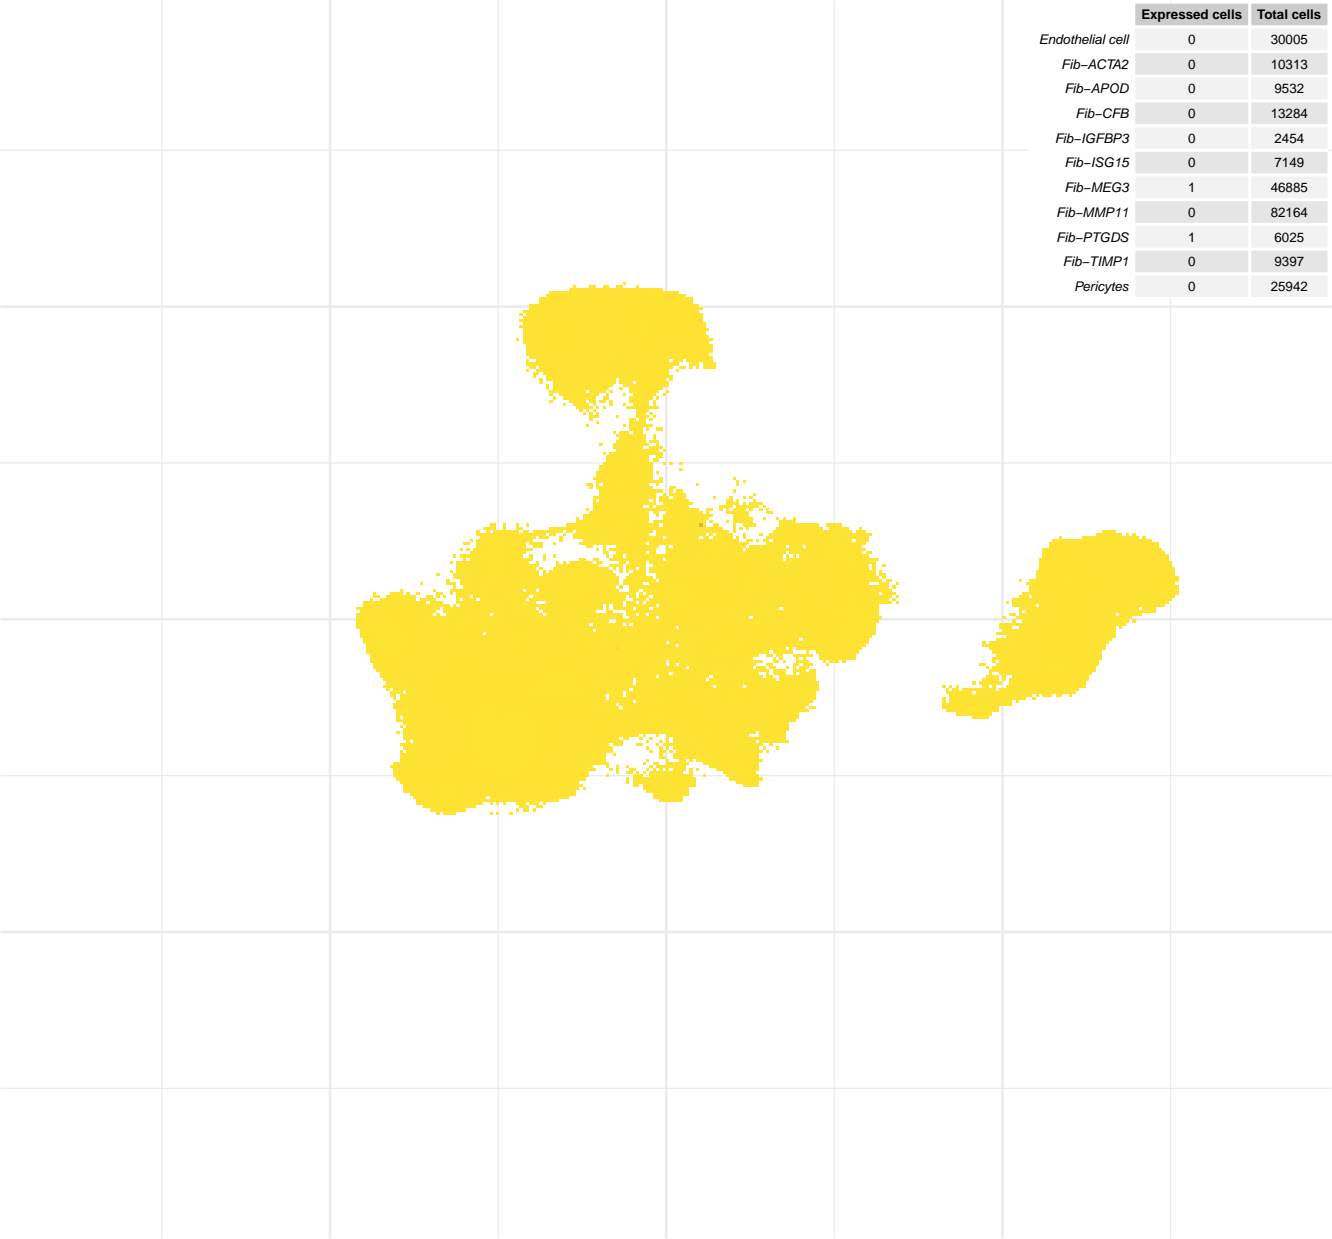 Expressed cells Total cells
Endothelial cell 0 30005
Fib−ACTA2 0 10313
Fib−APOD 0 9532
Fib−CFB 0 13284
Fib−IGFBP3 0 2454
Fib−ISG15 0 7149
Fib−MEG3 1 46885
Fib−MMP11 0 82164
Fib−PTGDS 1 6025
Fib−TIMP1 0 9397
Pericytes 0 25942